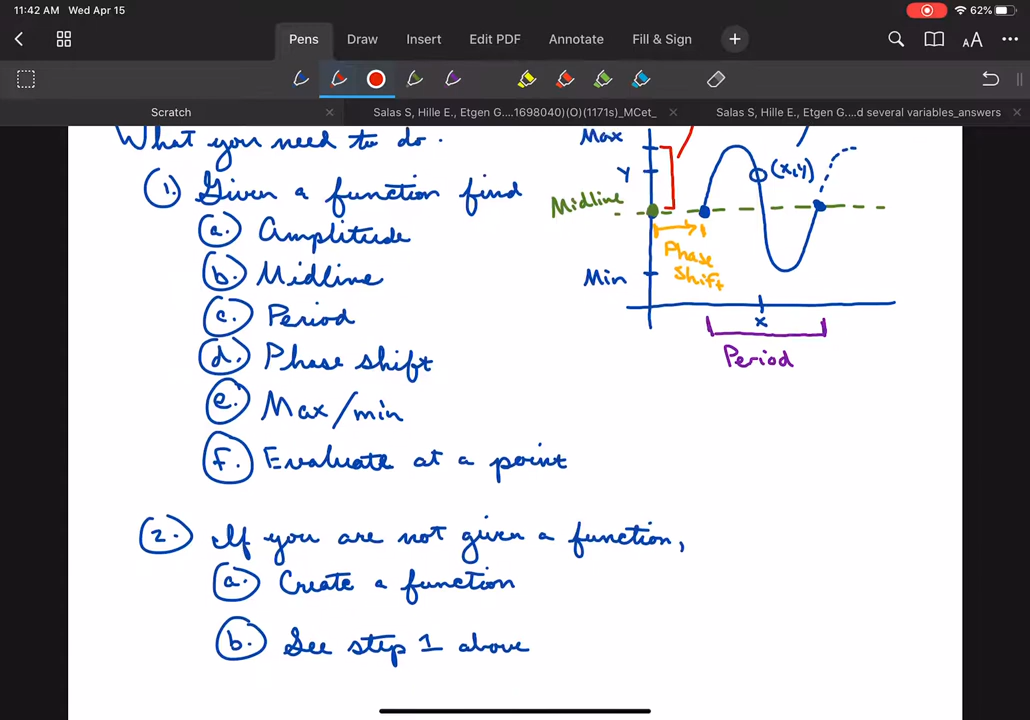 11:42 AM Wed Apr 15
62%
Pens Draw Insert Edit PDF Annotate Fill & Sign
Scratch
Salas S, Hille E., Etgen G....1698040)(O)(1171s)_MCet_
Salas S, Hille E., Etgen G....d several variables_answers
What you need to do.
1. Given a function find
a. Amplitude
b. Midline
c. Period
d. Phase shift
e. Max/min
f. Evaluate at a point
2. If you are not given a function,
a. Create a function
b. See step 1 above
Max
Y
(x,y)
Midline
Phase
shift
Min
x
Period